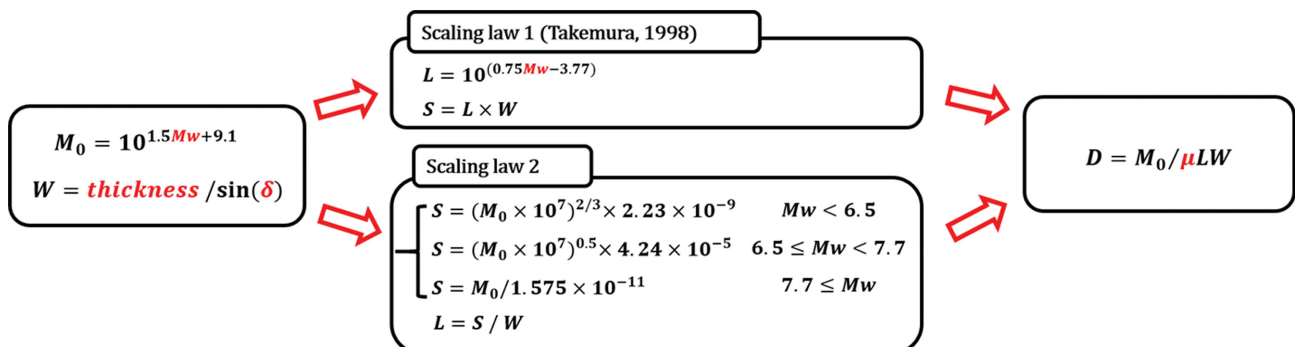 M₀ = 10^{1.5Mw+9.1}
W = thickness /sin(δ)
Scaling law 1 (Takemura, 1998)
L = 10^{(0.75Mw−3.77)}
S = L × W
Scaling law 2
S = (M₀ × 10⁷)^{2/3} × 2.23 × 10⁻⁹ Mw < 6.5
S = (M₀ × 10⁷)^{0.5} × 4.24 × 10⁻⁵ 6.5 ≤ Mw < 7.7
S = M₀/1.575 × 10⁻¹¹ 7.7 ≤ Mw
L = S / W
D = M₀/μLW